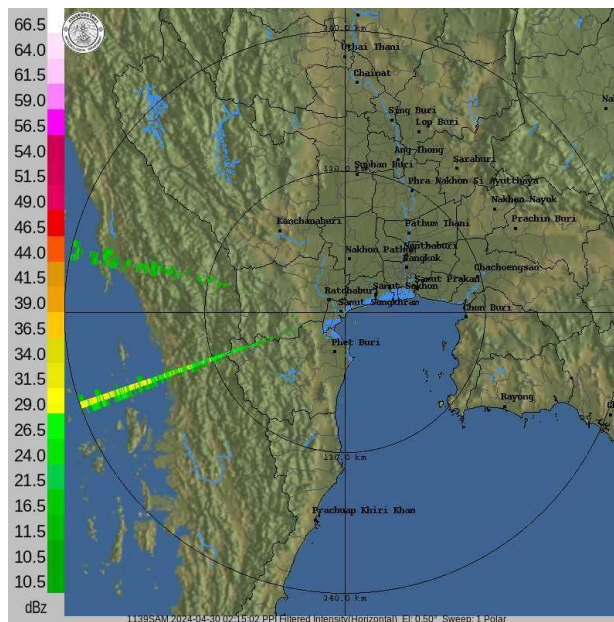 66.5
64.0
61.5
59.0
56.5
54.0
51.5
49.0
46.5
44.0
41.5
39.0
36.5
34.0
31.5
29.0
26.5
24.0
21.5
16.5
11.5
10.5
dBz
240.0 km
Uthai Thani
Chainat
Sing Buri
Lop Buri
Ang Thong
Saraburi
120.0 km
Suphan Buri
Phra Nakhon Si Ayutthaya
Nakhon Nayuk
Prachin Buri
Kanchanaburi
Pathum Thani
Nakhon Pathom
Nonthaburi
Bangkok
Chachoengsao
Samut Prakan
Samut Sakhon
Ratchaburi
Samut Songkhram
Chon Buri
Phet Buri
Rayong
120.0 km
Prachuap Khiri Khan
240.0 km
1139SAM 2024-04-30 02:15:02 PPI Filtered Intensity(Horizontal) El: 0.50° Sweep: 1 Polar